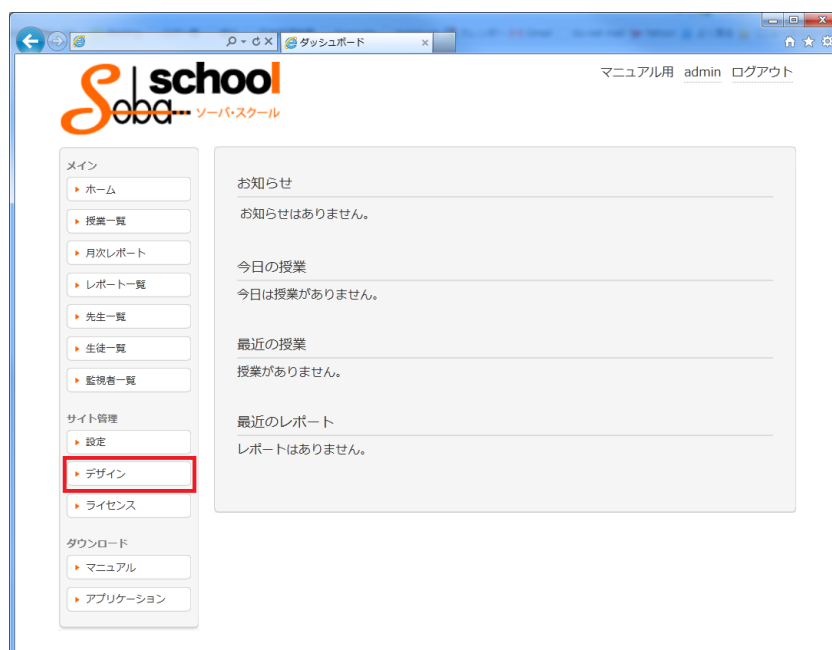 ダッシュボード
school
Soba
ソーバ・スクール
マニュアル用 admin ログアウト
メイン
ホーム
授業一覧
月次レポート
レポート一覧
先生一覧
生徒一覧
監視者一覧
サイト管理
設定
デザイン
ライセンス
ダウンロード
マニュアル
アプリケーション
お知らせ
お知らせはありません。
今日の授業
今日は授業がありません。
最近の授業
授業がありません。
最近のレポート
レポートはありません。